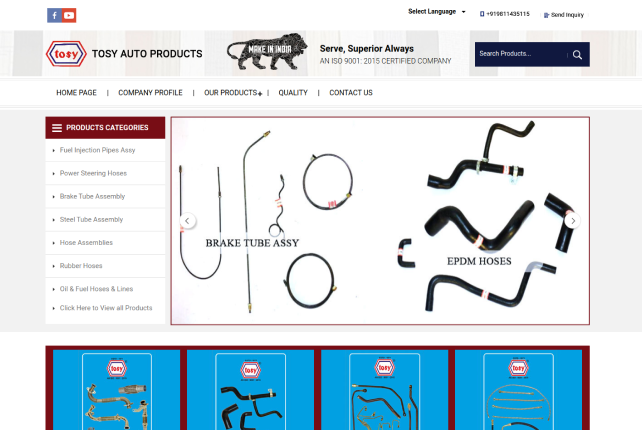 Select Language
+919811435115
Send Inquiry
tosy
TOSY AUTO PRODUCTS
MAKE IN INDIA
Serve, Superior Always
AN ISO 9001: 2015 CERTIFIED COMPANY
Search Products...
HOME PAGE | COMPANY PROFILE | OUR PRODUCTS+ | QUALITY | CONTACT US
PRODUCTS CATEGORIES
Fuel Injection Pipes Assy
Power Steering Hoses
Brake Tube Assembly
Steel Tube Assembly
Hose Assemblies
Rubber Hoses
Oil & Fuel Hoses & Lines
Click Here to View all Products
BRAKE TUBE ASSY
EPDM HOSES
tosy
tosy
tosy
tosy